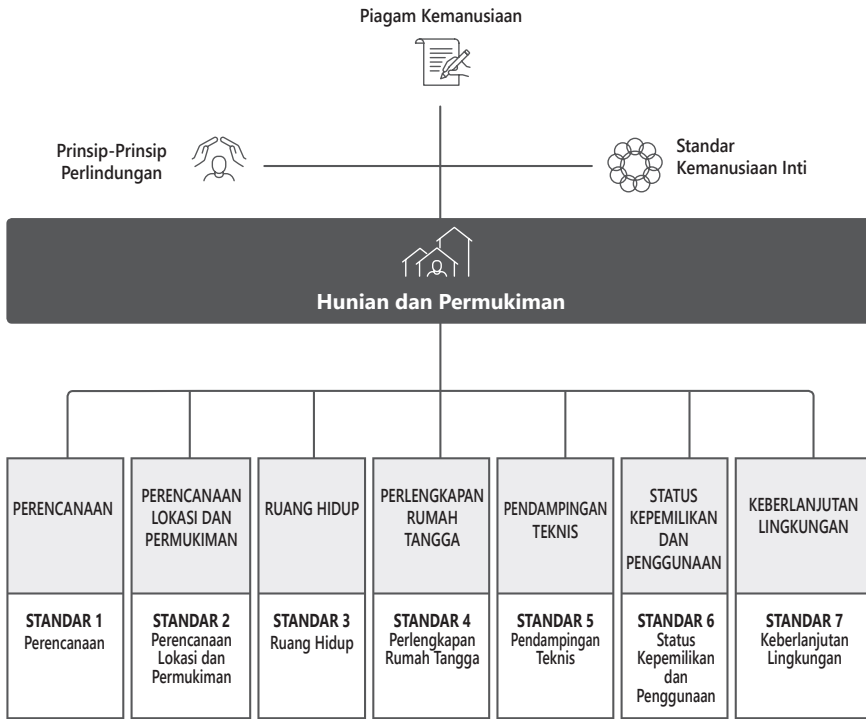 Piagam Kemanusiaan
Prinsip-Prinsip
Perlindungan
Standar
Kemanusiaan Inti
Hunian dan Permukiman
PERENCANAAN
PERENCANAAN
LOKASI DAN
PERMUKIMAN
RUANG HIDUP
PERLENGKAPAN
RUMAH
TANGGA
PENDAMPINGAN
TEKNIS
STATUS
KEPEMILIKAN
DAN
PENGGUNAAN
KEBERLANJUTAN
LINGKUNGAN
STANDAR 1
Perencanaan
STANDAR 2
Perencanaan
Lokasi dan
Permukiman
STANDAR 3
Ruang Hidup
STANDAR 4
Perlengkapan
Rumah Tangga
STANDAR 5
Pendampingan
Teknis
STANDAR 6
Status
Kepemilikan
dan
Penggunaan
STANDAR 7
Keberlanjutan
Lingkungan